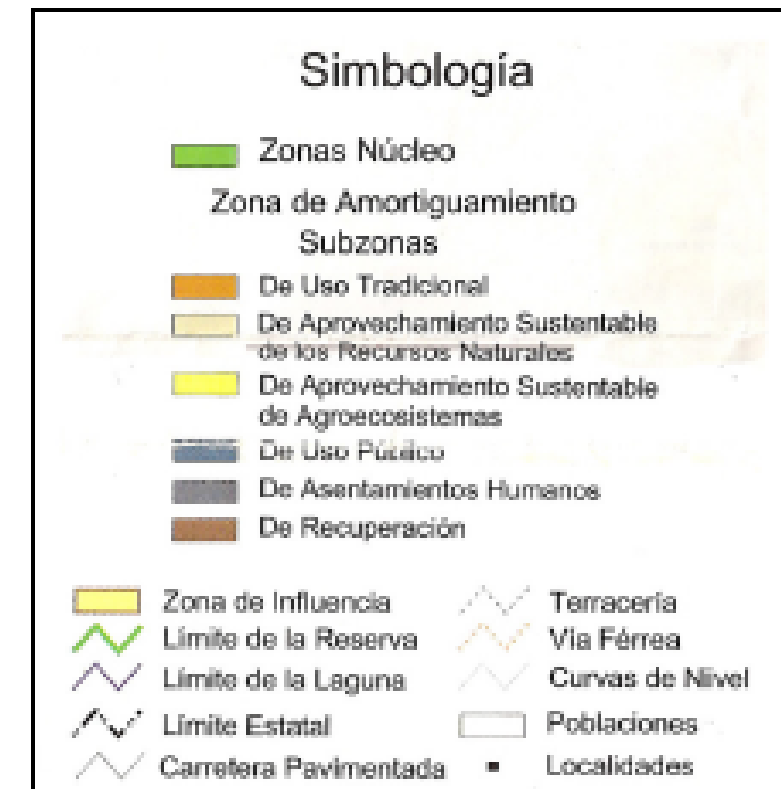 Simbología
Zonas Núcleo
Zona de Amortiguamiento
Subzonas
De Uso Tradicional
De Aprovechamiento Sustentable
de los Recursos Naturales
De Aprovechamiento Sustentable
de Agroecosistemas
De Uso Público
De Asentamientos Humanos
De Recuperación
Zona de Influencia
Límite de la Reserva
Límite de la Laguna
Límite Estatal
Carretera Pavimentada
Terracería
Vía Férrea
Curvas de Nivel
Poblaciones
Localidades